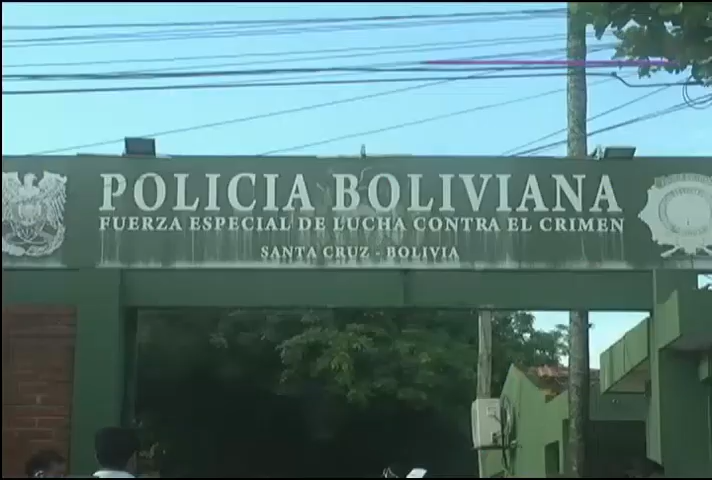 POLICIA BOLIVIANA
FUERZA ESPECIAL DE LUCHA CONTRA EL CRIMEN
SANTA CRUZ - BOLIVIA